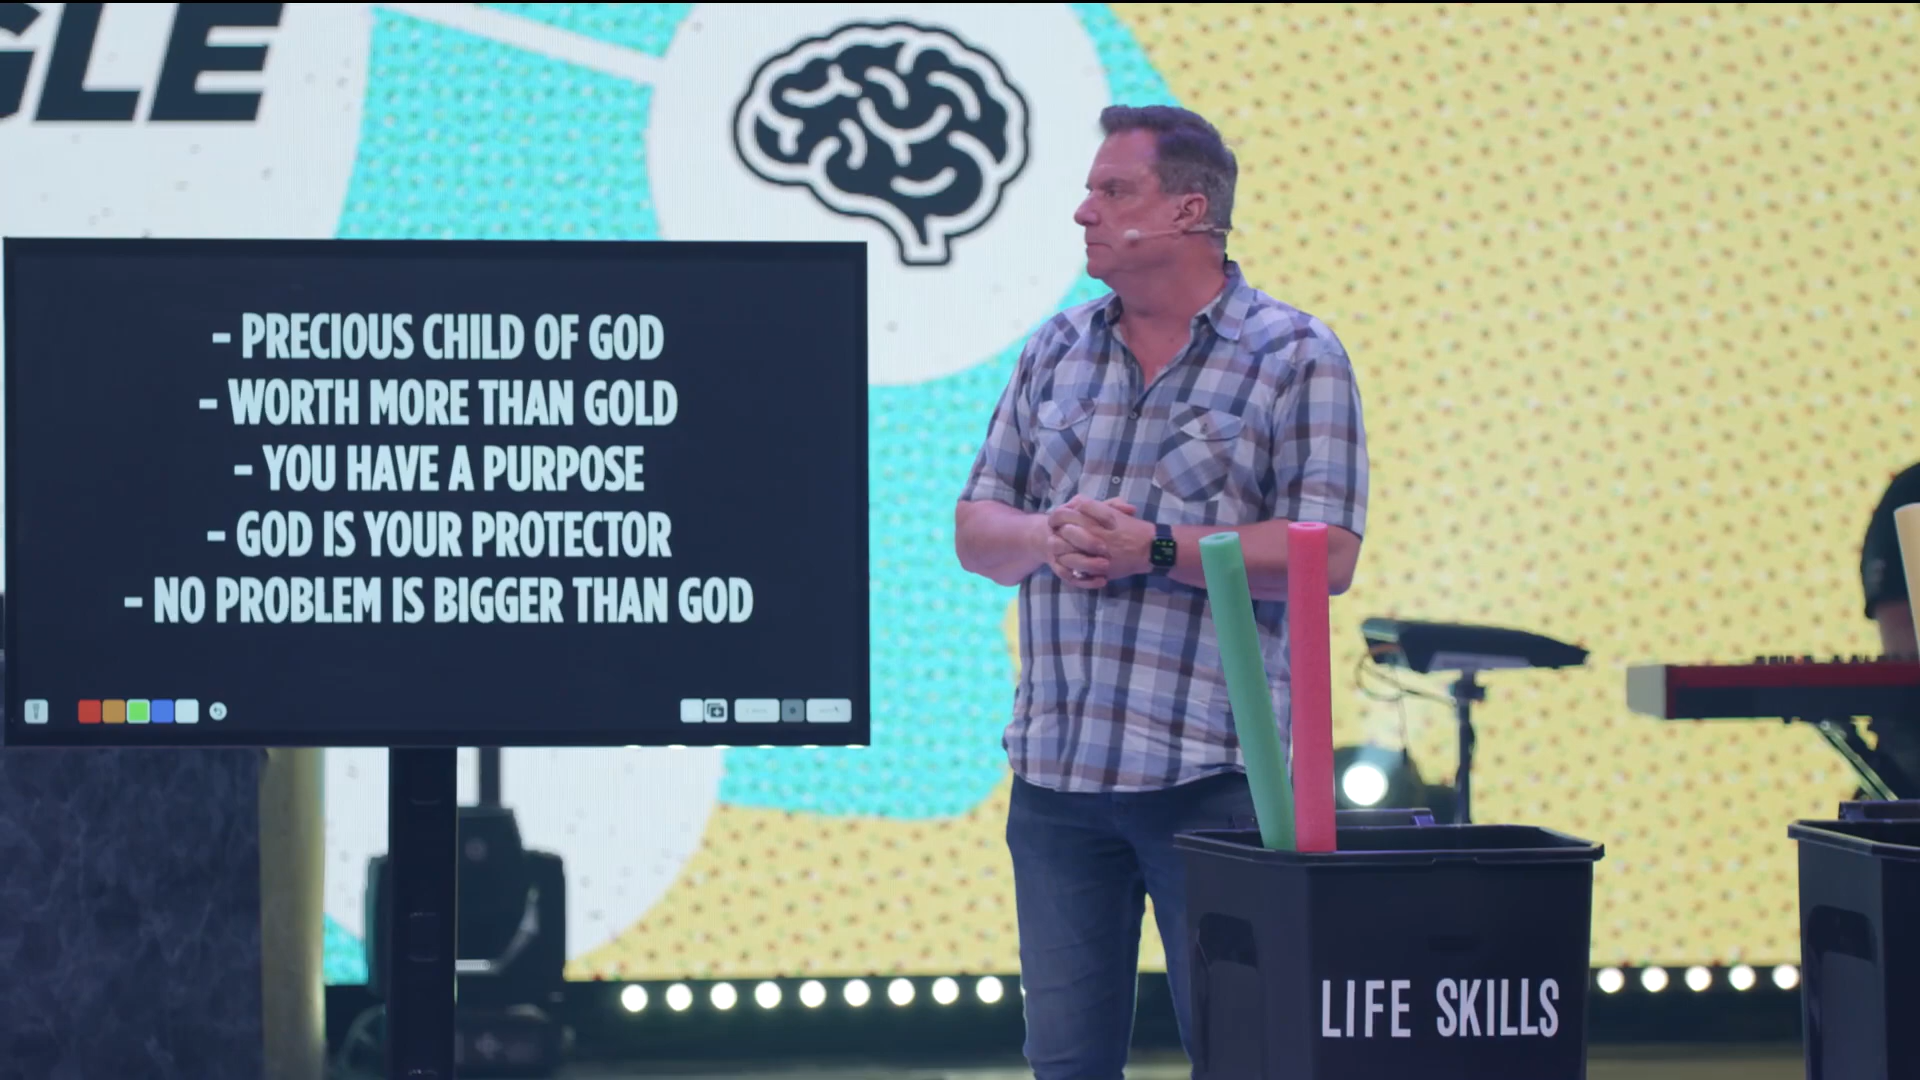 GLE
- PRECIOUS CHILD OF GOD
- WORTH MORE THAN GOLD
- YOU HAVE A PURPOSE
- GOD IS YOUR PROTECTOR
- NO PROBLEM IS BIGGER THAN GOD
LIFE SKILLS